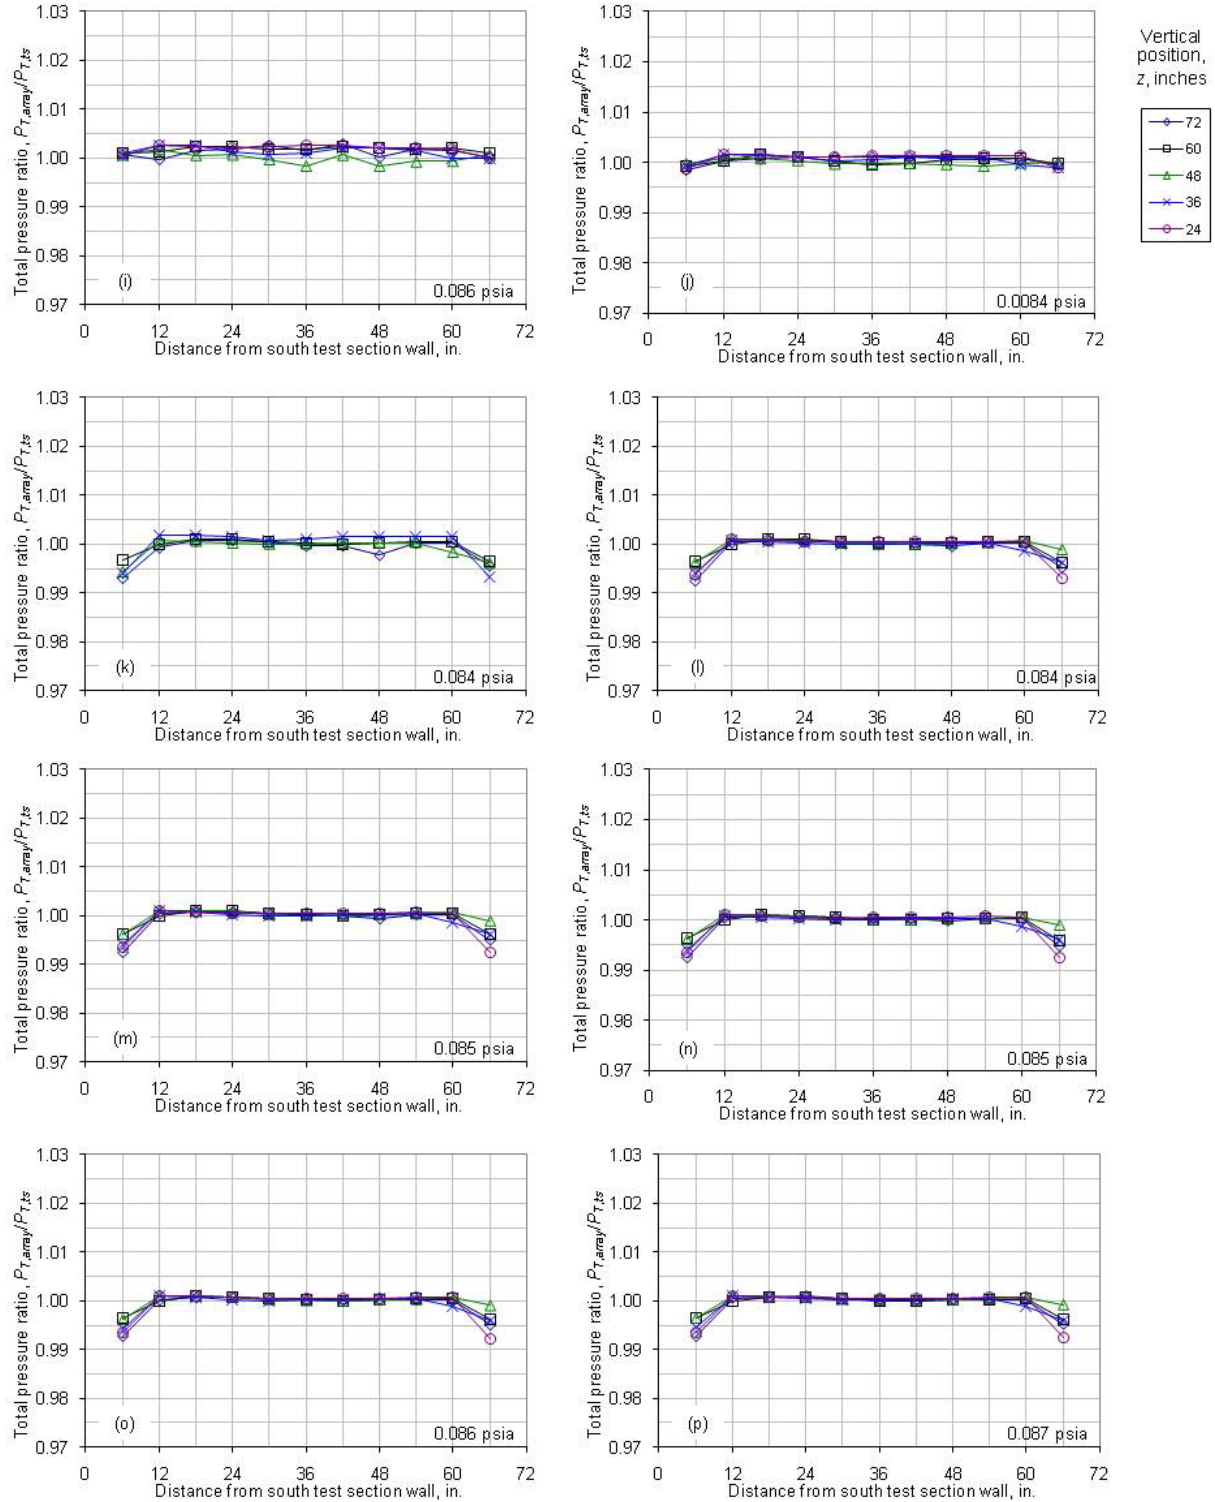 Total pressure ratio, PT,array/PT,ts
1.03
1.02
1.01
1.00
0.99
0.98
0.97
(i)
0.086 psia
0 12 24 36 48 60 72
Distance from south test section wall, in.
Total pressure ratio, PT,array/PT,ts
1.03
1.02
1.01
1.00
0.99
0.98
0.97
(j)
0.0084 psia
0 12 24 36 48 60 72
Distance from south test section wall, in.
Vertical
position,
z, inches
72
60
48
36
24
Total pressure ratio, PT,array/PT,ts
1.03
1.02
1.01
1.00
0.99
0.98
0.97
(k)
0.084 psia
0 12 24 36 48 60 72
Distance from south test section wall, in.
Total pressure ratio, PT,array/PT,ts
1.03
1.02
1.01
1.00
0.99
0.98
0.97
(l)
0.084 psia
0 12 24 36 48 60 72
Distance from south test section wall, in.
Total pressure ratio, PT,array/PT,ts
1.03
1.02
1.01
1.00
0.99
0.98
0.97
(m)
0.085 psia
0 12 24 36 48 60 72
Distance from south test section wall, in.
Total pressure ratio, PT,array/PT,ts
1.03
1.02
1.01
1.00
0.99
0.98
0.97
(n)
0.085 psia
0 12 24 36 48 60 72
Distance from south test section wall, in.
Total pressure ratio, PT,array/PT,ts
1.03
1.02
1.01
1.00
0.99
0.98
0.97
(o)
0.086 psia
0 12 24 36 48 60 72
Distance from south test section wall, in.
Total pressure ratio, PT,array/PT,ts
1.03
1.02
1.01
1.00
0.99
0.98
0.97
(p)
0.087 psia
0 12 24 36 48 60 72
Distance from south test section wall, in.